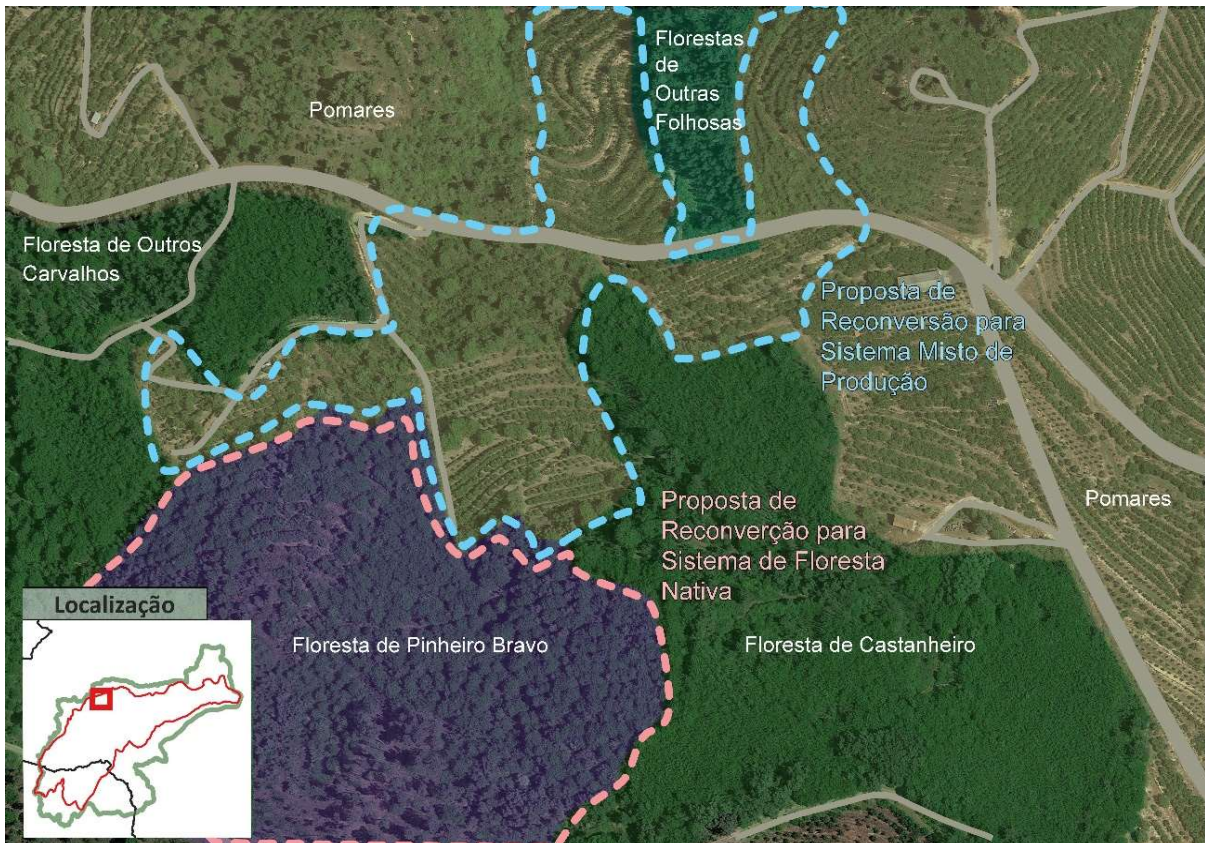 Florestas
de
Outras
Folhosas
Pomares
Floresta de Outros
Carvalhos
Proposta de
Reconversão para
Sistema Misto de
Produção
Pomares
Proposta de
Reconverção para
Sistema de Floresta
Nativa
Localização
Floresta de Pinheiro Bravo
Floresta de Castanheiro